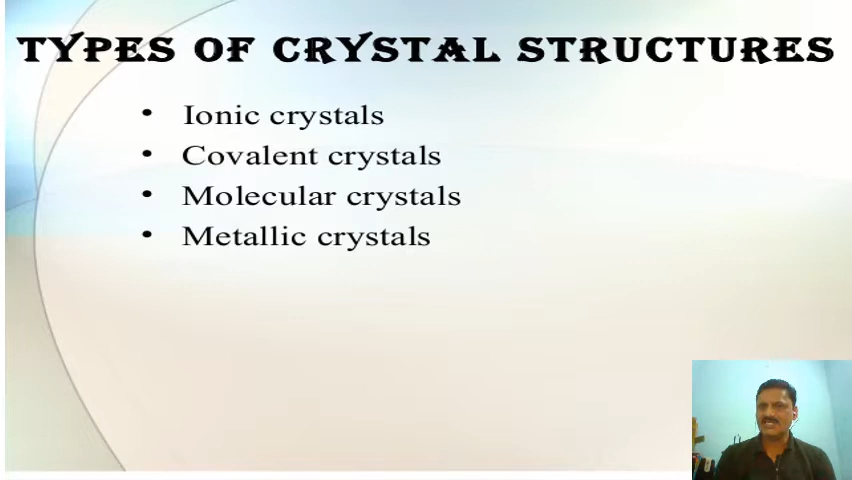 TYPES OF CRYSTAL STRUCTURES
• Ionic crystals
• Covalent crystals
• Molecular crystals
• Metallic crystals